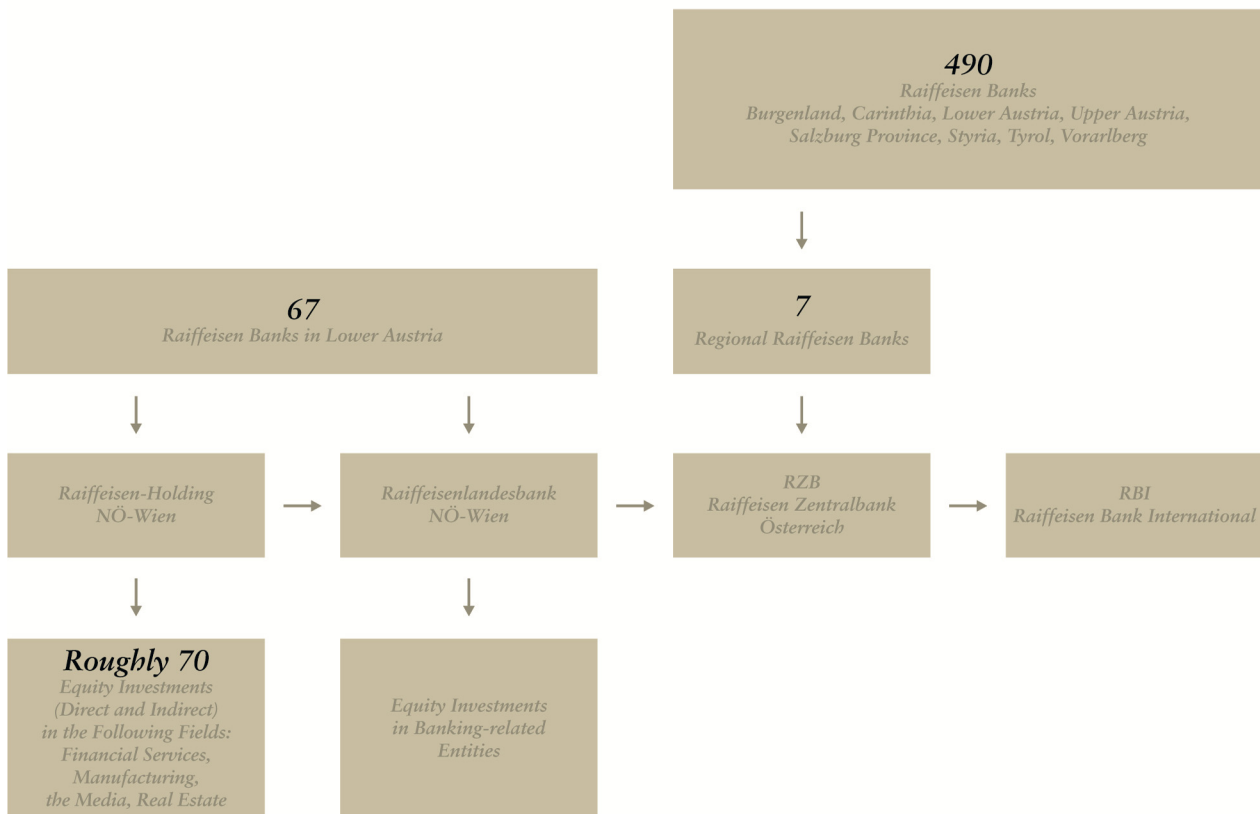 490
Raiffeisen Banks
Burgenland, Carinthia, Lower Austria, Upper Austria,
Salzburg Province, Styria, Tyrol, Vorarlberg
67
Raiffeisen Banks in Lower Austria
7
Regional Raiffeisen Banks
Raiffeisen-Holding
NÖ-Wien
Raiffeisenlandesbank
NÖ-Wien
RZB
Raiffeisen Zentralbank
Österreich
RBI
Raiffeisen Bank International
Roughly 70
Equity Investments
(Direct and Indirect)
in the Following Fields:
Financial Services,
Manufacturing,
the Media, Real Estate
Equity Investments
in Banking-related
Entities